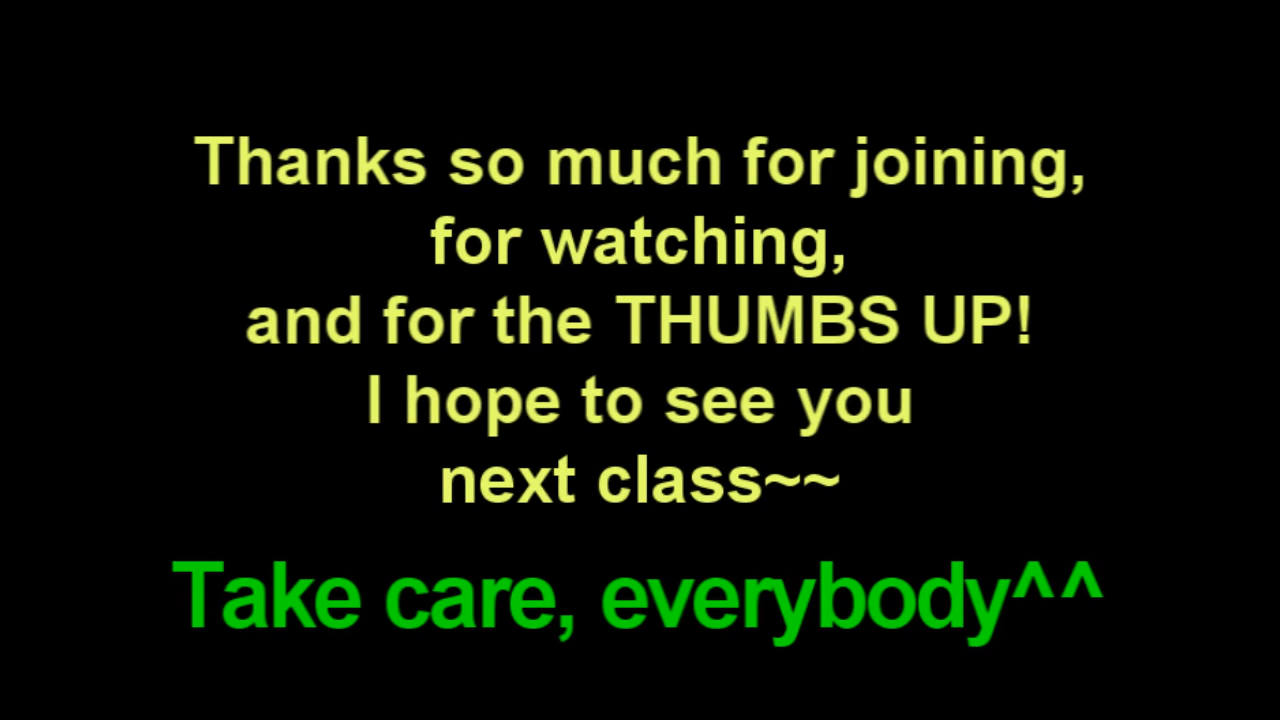 Thanks so much for joining,
for watching,
and for the THUMBS UP!
I hope to see you
next class~~
Take care, everybody^^